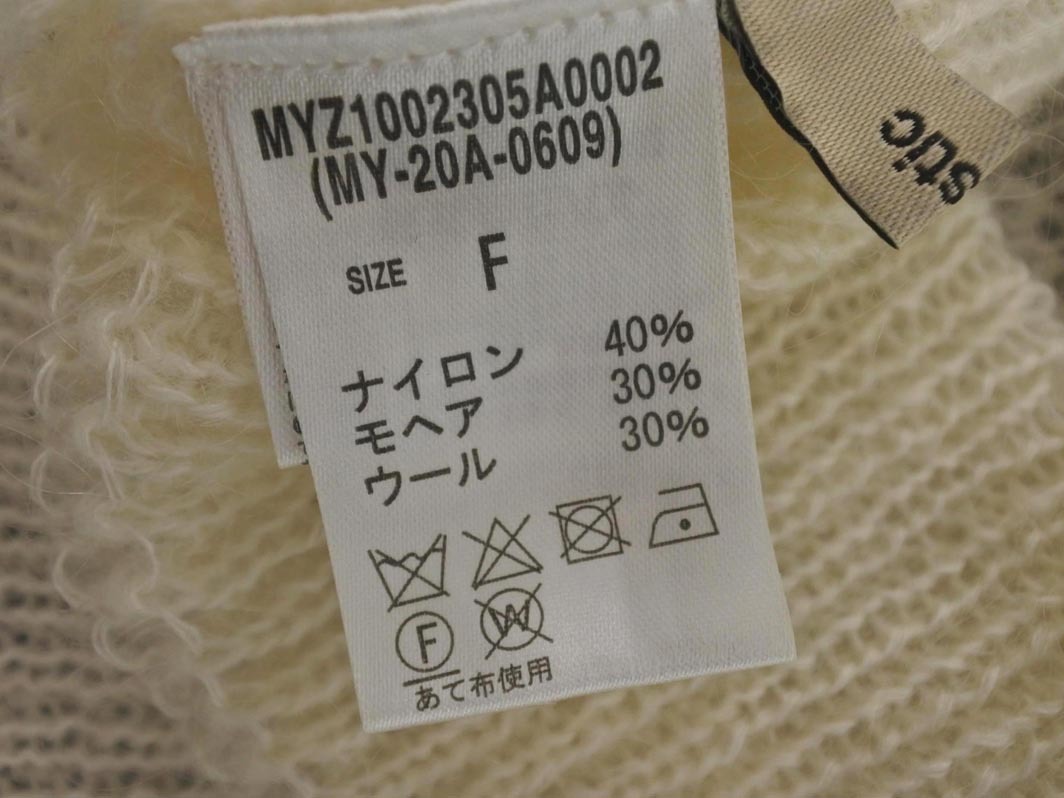 MYZ1002305A0002
(MY-20A-0609)
SIZE F
ナイロン 40%
モヘア 30%
ウール 30%
F W
あて布使用
stic